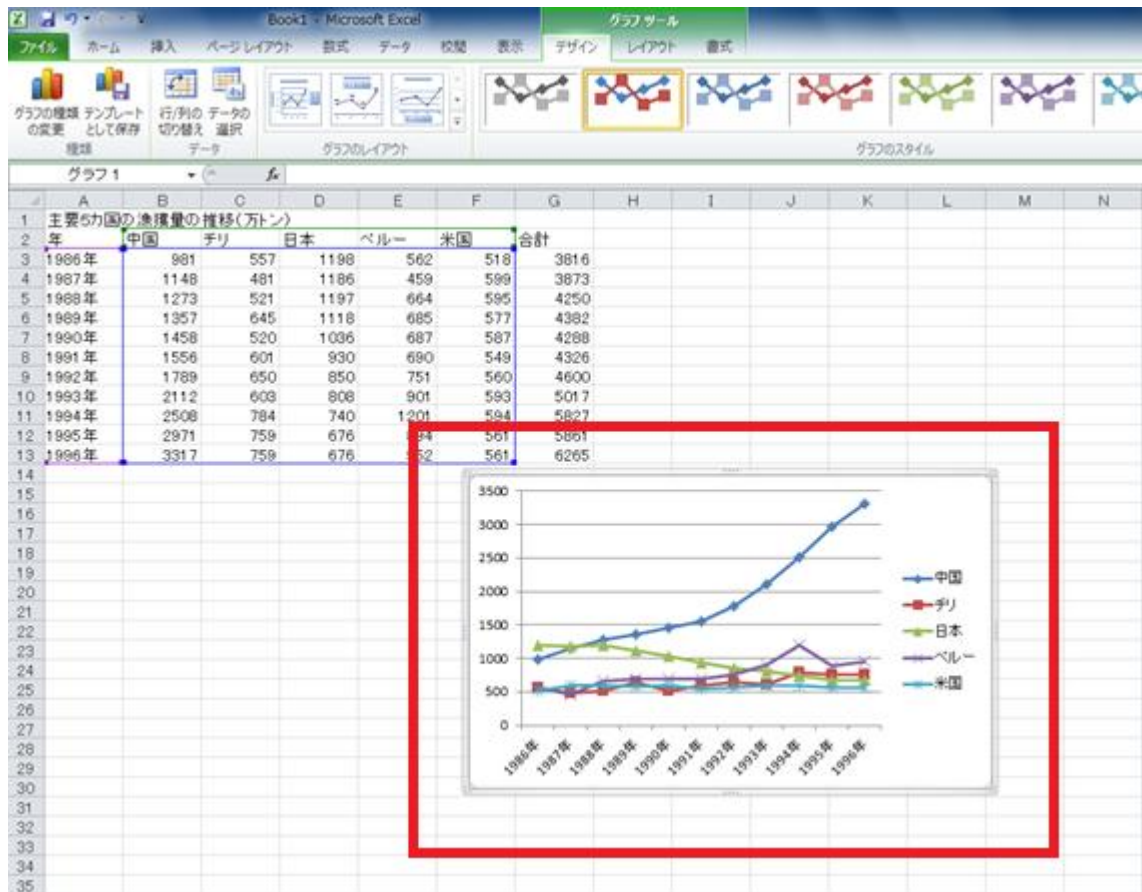 Book1 - Microsoft Excel
グラフ ツール
ファイル ホーム 挿入 ページ レイアウト 数式 データ 校閲 表示 デザイン レイアウト 書式
グラフの種類 テンプレート 行/列の データの
の変更 として保存 切り替え 選択
種類 データ グラフのレイアウト グラフのスタイル
グラフ 1 fx
A B C D E F G H I J K L M N
1 主要5カ国の漁獲量の推移(万トン)
2 年 中国 チリ 日本 ペルー 米国 合計
3 1986年 981 557 1198 562 518 3816
4 1987年 1148 481 1186 459 599 3873
5 1988年 1273 521 1197 664 595 4250
6 1989年 1357 645 1118 685 577 4382
7 1990年 1458 520 1036 687 587 4288
8 1991年 1556 601 930 690 549 4326
9 1992年 1789 650 850 751 560 4600
10 1993年 2112 603 808 901 593 5017
11 1994年 2508 784 740 1201 594 5827
12 1995年 2971 759 676 561 5861
13 1996年 3317 759 676 561 6265
14
15
16
17
18
19
20
21
22
23
24
25
26
27
28
29
30
31
32
33
34
35
3500
3000
2500
2000
1500
1000
500
0
1986年 1987年 1988年 1989年 1990年 1991年 1992年 1993年 1994年 1995年 1996年
中国
チリ
日本
ペルー
米国